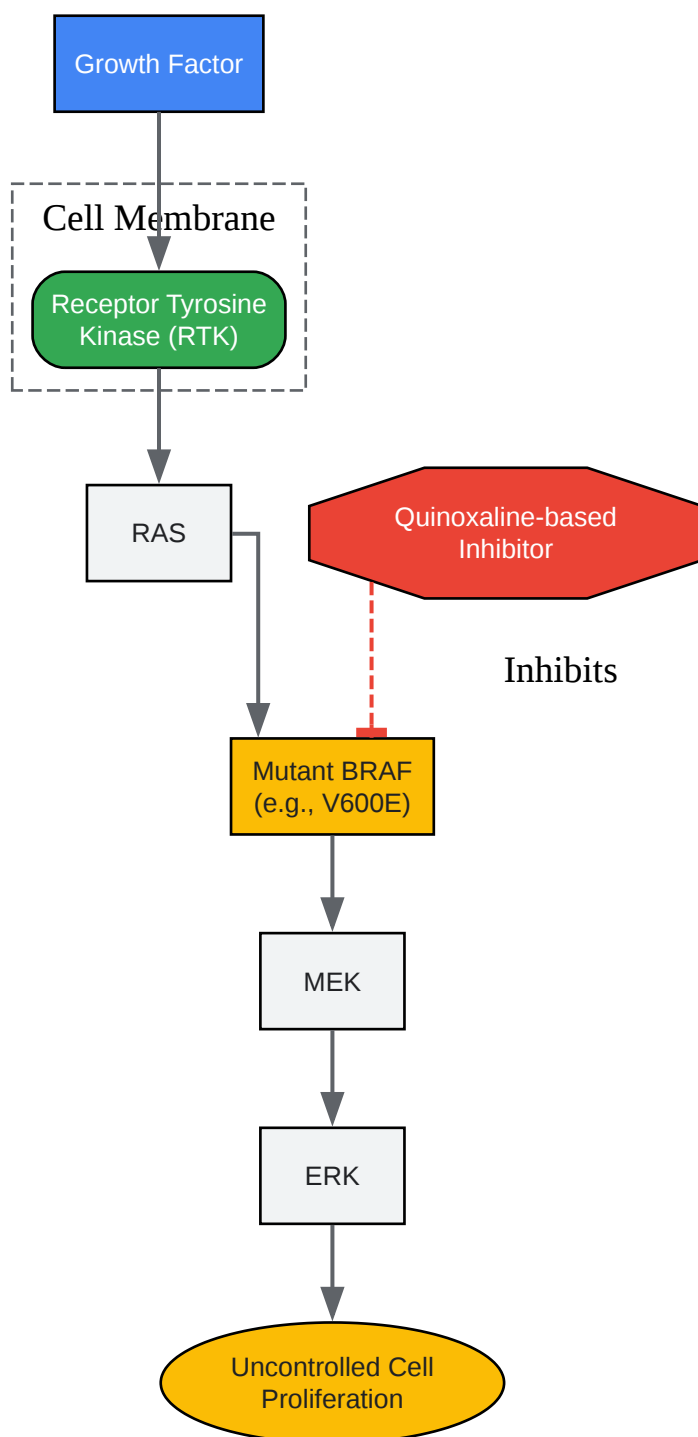 Growth Factor
Cell Membrane
Receptor Tyrosine
Kinase (RTK)
RAS
Quinoxaline-based
Inhibitor
Inhibits
Mutant BRAF
(e.g., V600E)
MEK
ERK
Uncontrolled Cell
Proliferation